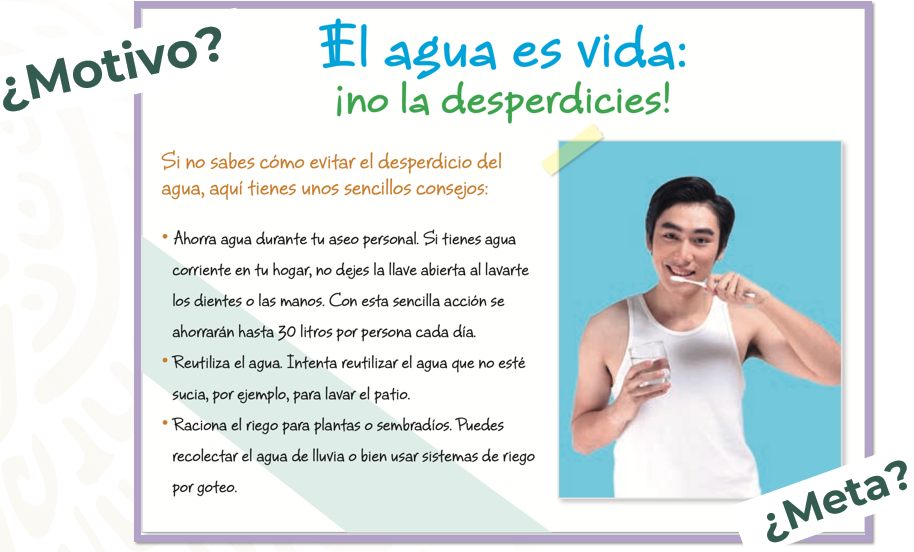 ¿Motivo?
El agua es vida:
¡no la desperdicies!
Si no sabes cómo evitar el desperdicio del
agua, aquí tienes unos sencillos consejos:
• Ahorra agua durante tu aseo personal. Si tienes agua
corriente en tu hogar, no dejes la llave abierta al lavarte
los dientes o las manos. Con esta sencilla acción se
ahorrarán hasta 30 litros por persona cada día.
• Reutiliza el agua. Intenta reutilizar el agua que no esté
sucia, por ejemplo, para lavar el patio.
• Raciona el riego para plantas o sembradíos. Puedes
recolectar el agua de lluvia o bien usar sistemas de riego
por goteo.
¿Meta?